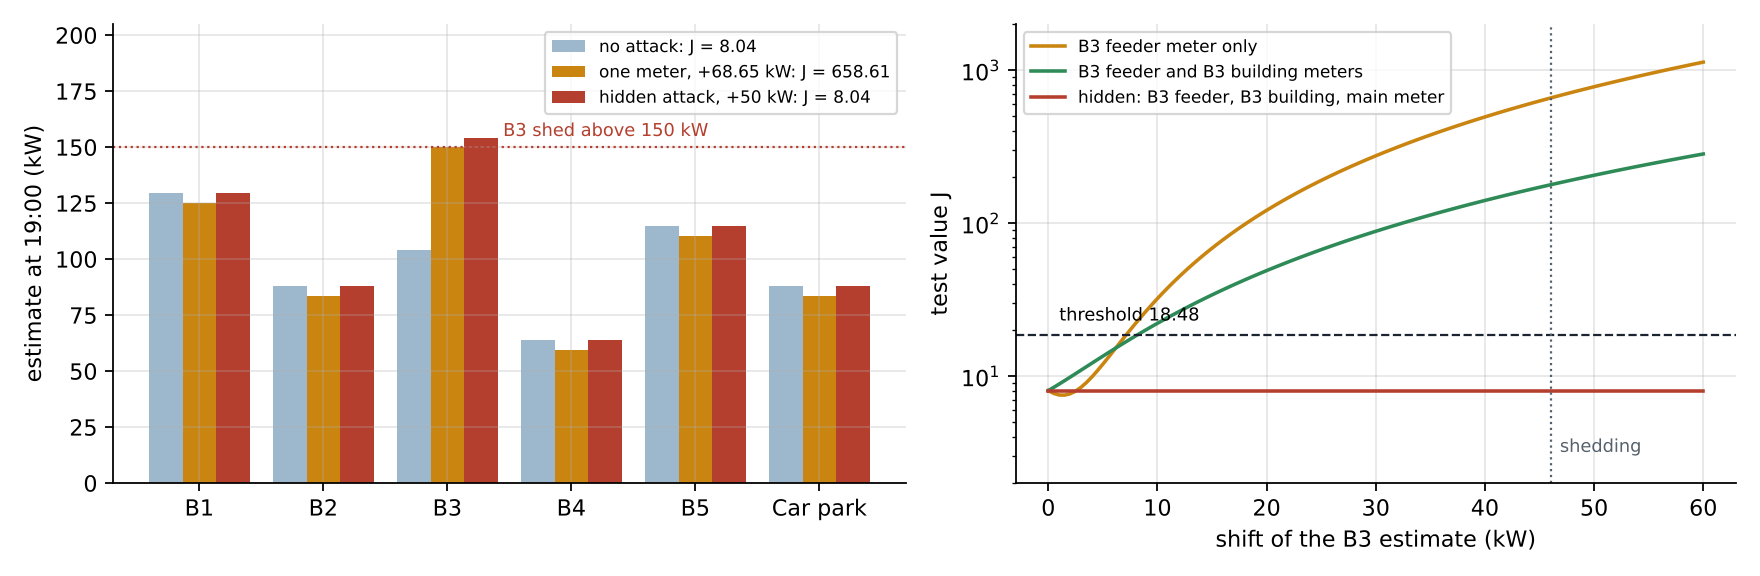 estimate at 19:00 (kW)
200
175
150
125
100
75
50
25
0
no attack: J = 8.04
one meter, +68.65 kW: J = 658.61
hidden attack, +50 kW: J = 8.04
B3 shed above 150 kW
B1 B2 B3 B4 B5 Car park
test value J
10³
10²
10¹
B3 feeder meter only
B3 feeder and B3 building meters
hidden: B3 feeder, B3 building, main meter
threshold 18.48
shedding
0 10 20 30 40 50 60
shift of the B3 estimate (kW)